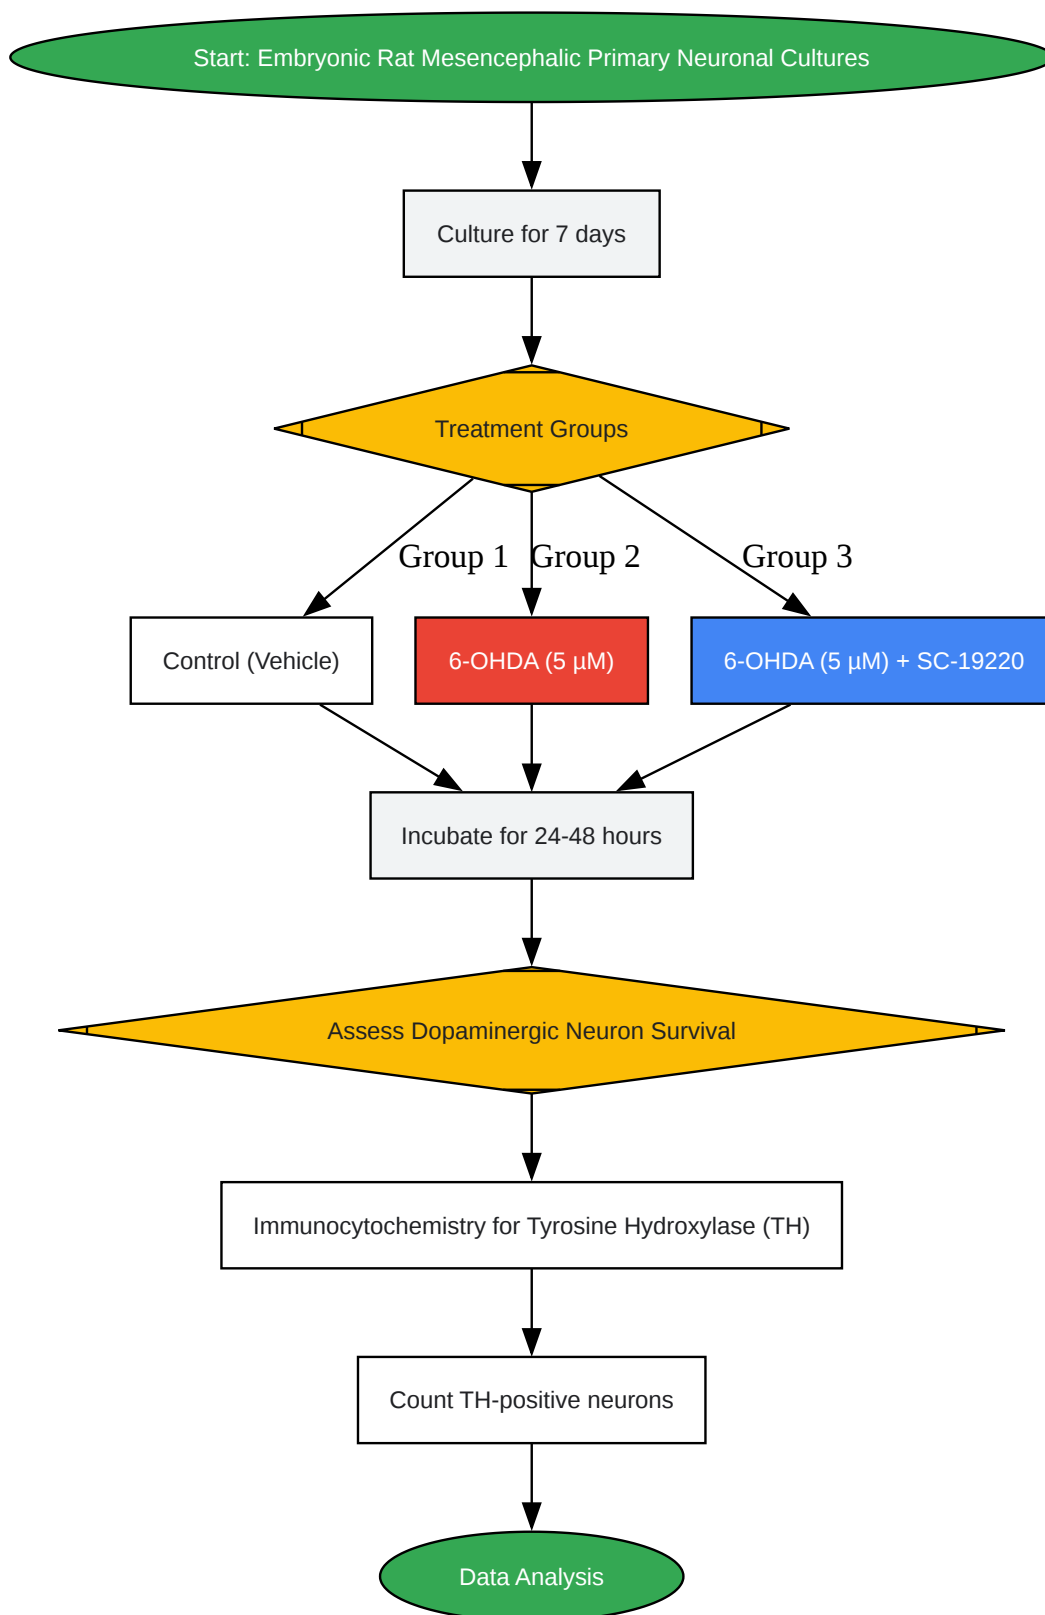 Start: Embryonic Rat Mesencephalic Primary Neuronal Cultures
Culture for 7 days
Treatment Groups
Group 1
Group 2
Group 3
Control (Vehicle)
6-OHDA (5 µM)
6-OHDA (5 µM) + SC-19220
Incubate for 24-48 hours
Assess Dopaminergic Neuron Survival
Immunocytochemistry for Tyrosine Hydroxylase (TH)
Count TH-positive neurons
Data Analysis